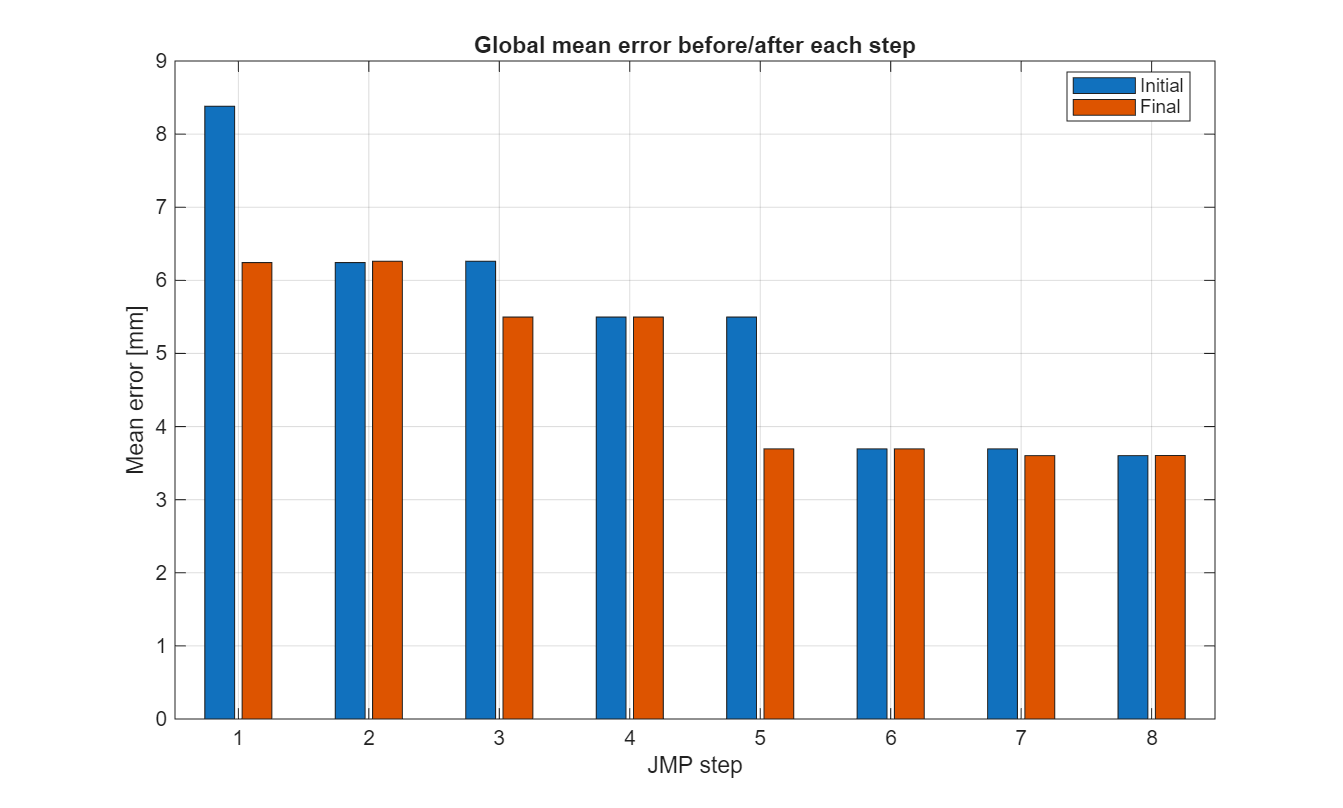 Global mean error before/after each step
Initial
Final
9
8
7
6
5
4
3
2
1
0
Mean error [mm]
1 2 3 4 5 6 7 8
JMP step